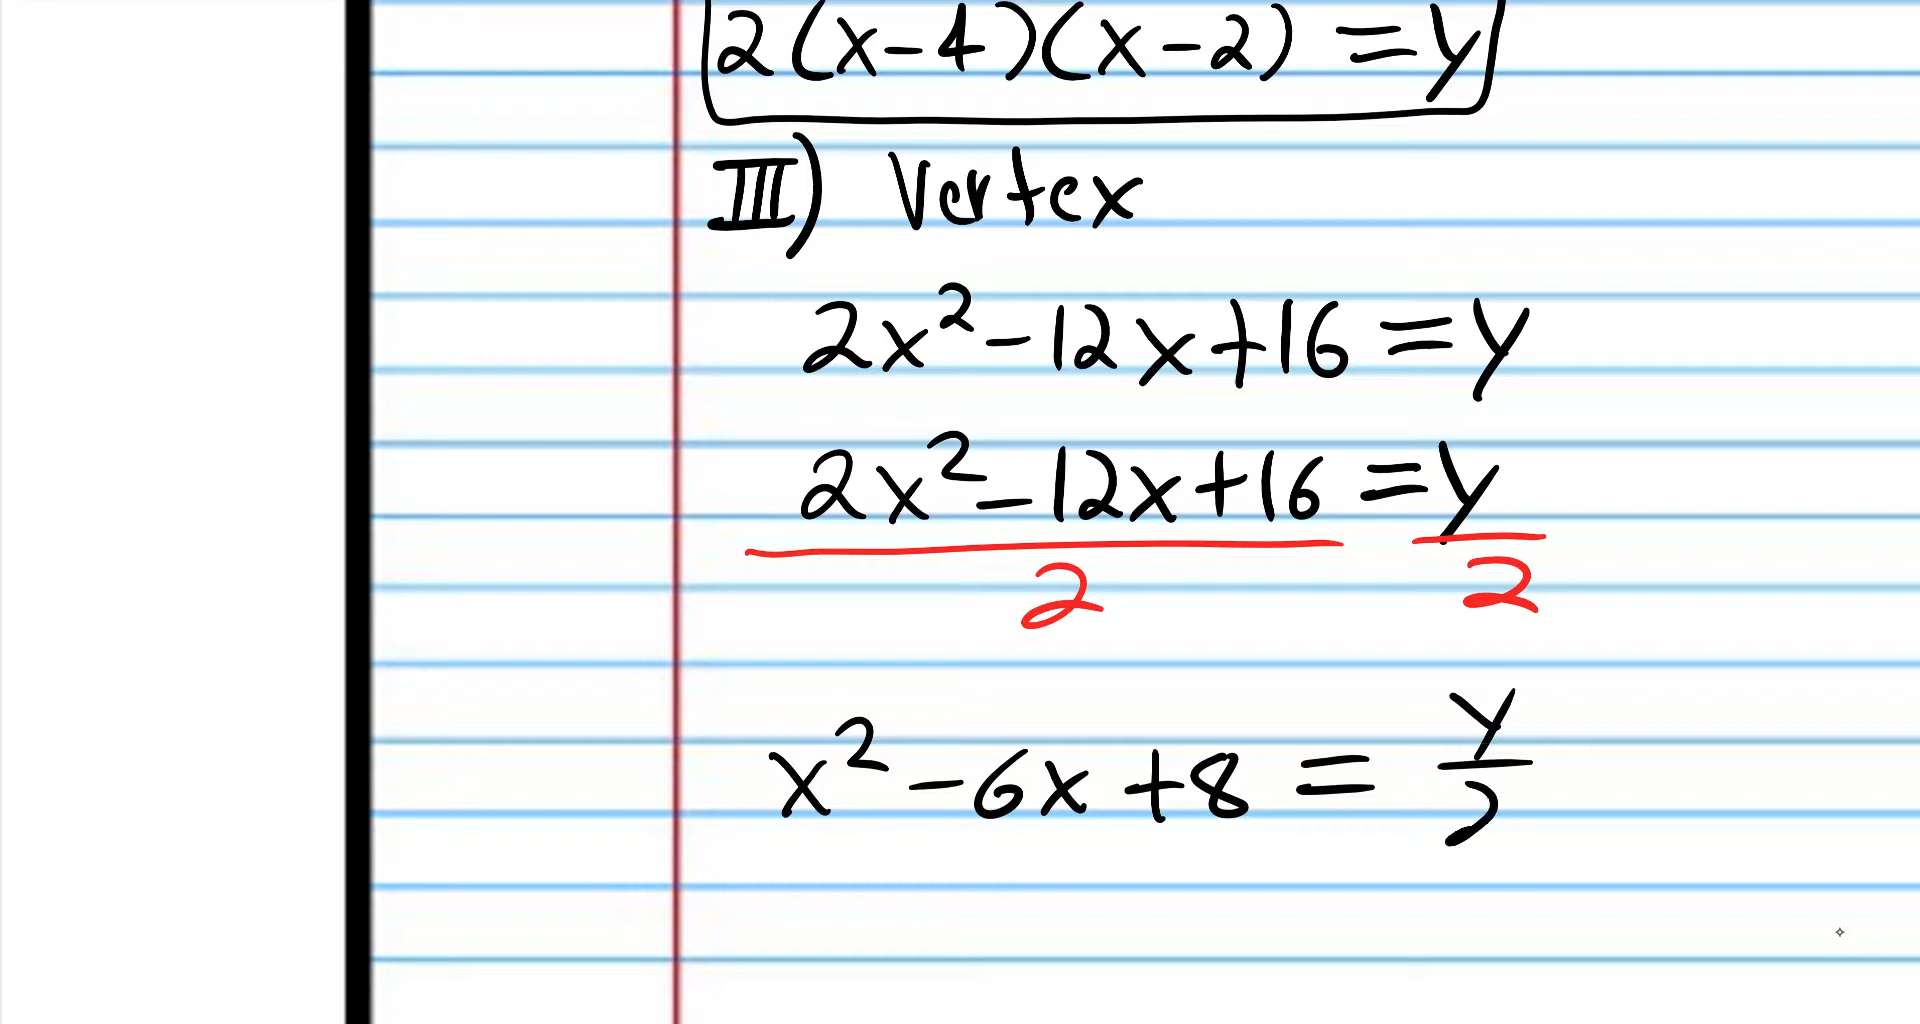 2(x-4)(x-2) = y
III) Vertex
2x² - 12x + 16 = y
2x² - 12x + 16 = y
2 2
x² - 6x + 8 = y/2